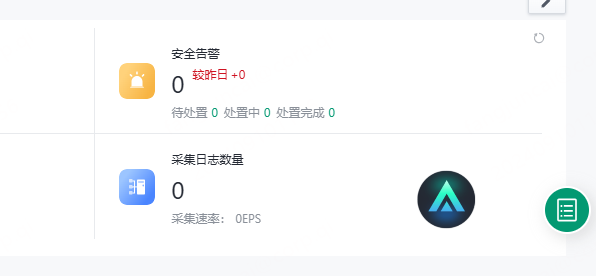 安全告警
0 较昨日 +0
待处置 0 处置中 0 处置完成 0
采集日志数量
0
采集速率： 0EPS